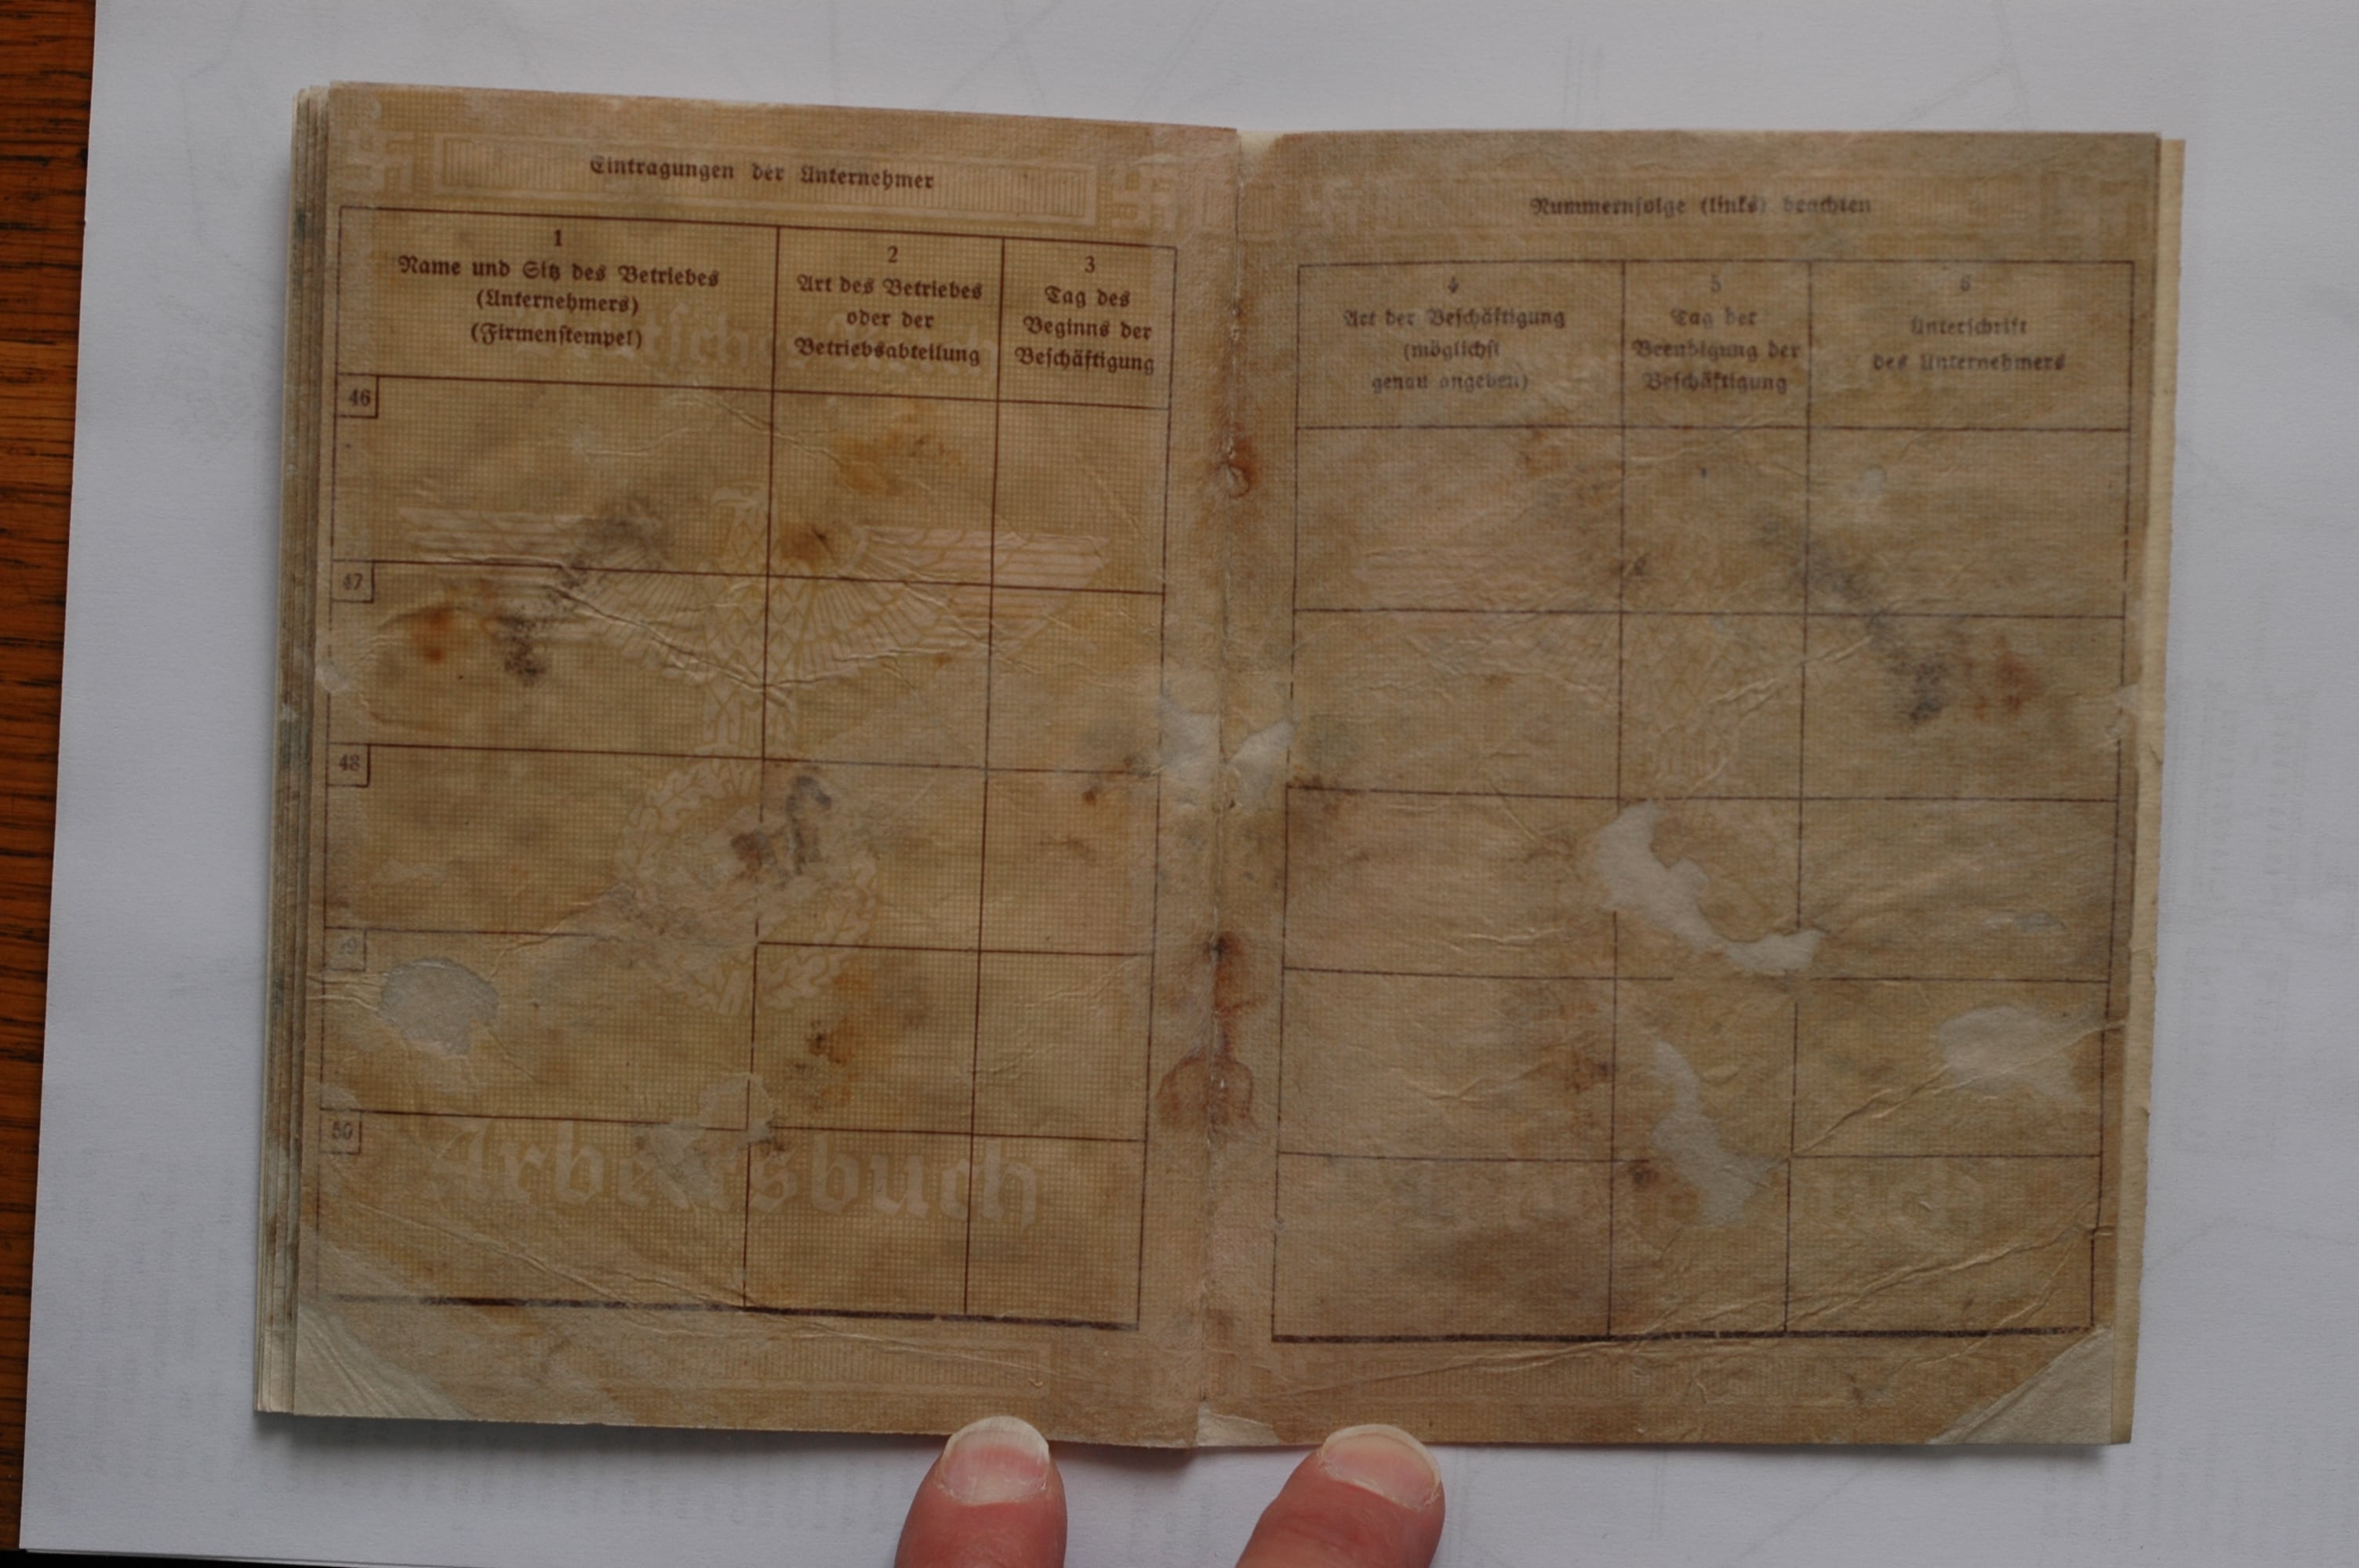 Eintragungen der Unternehmer
1
Name und Sitz des Betriebes
(Unternehmers)
(Firmenstempel)
2
Art des Betriebes
oder der
Betriebsabteilung
3
Tag des
Beginns der
Beschäftigung
46
47
48
49
50
Arbeitsbuch
Nummernfolge (links) beachten
4
Art der Beschäftigung
(möglichst
genau angeben)
5
Tag der
Beendigung der
Beschäftigung
6
Unterschrift
des Unternehmers